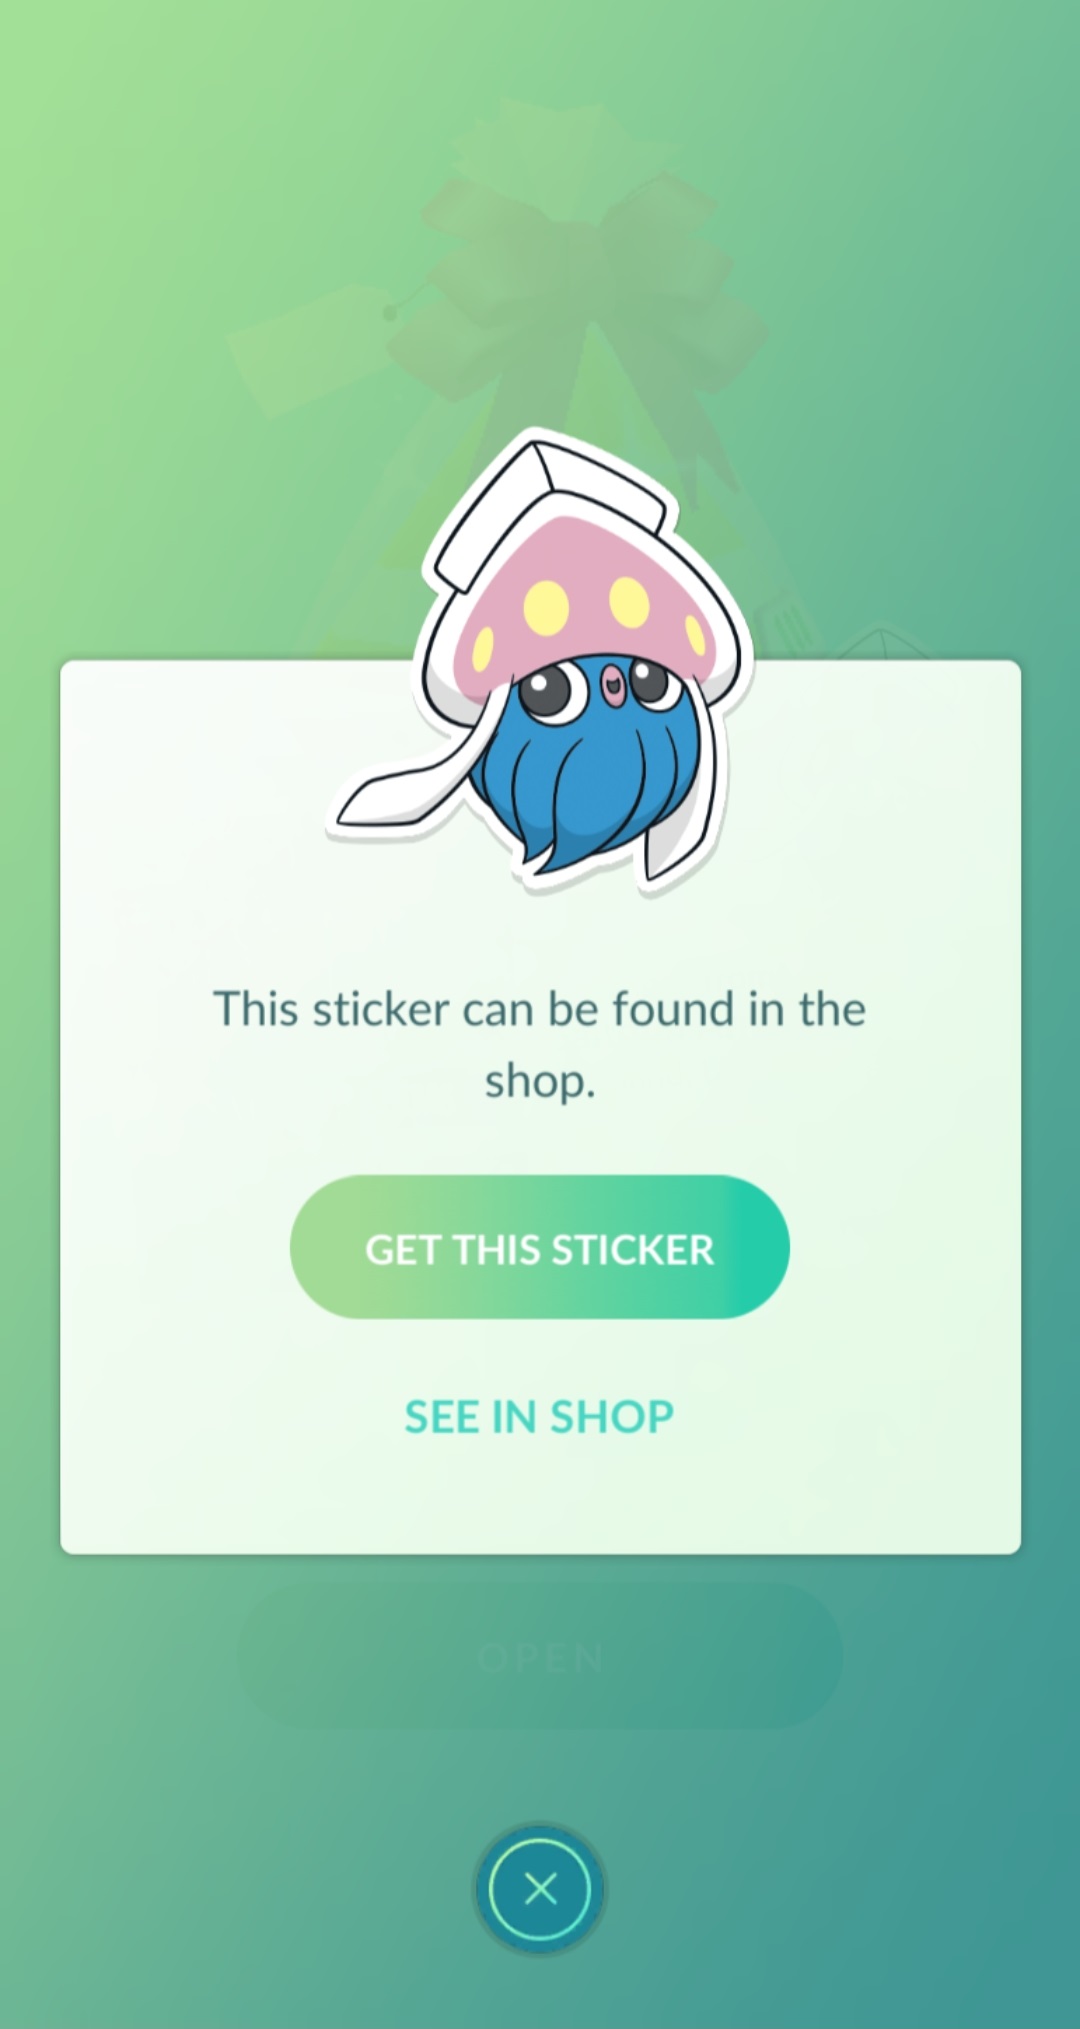 This sticker can be found in the
shop.
GET THIS STICKER
SEE IN SHOP
OPEN